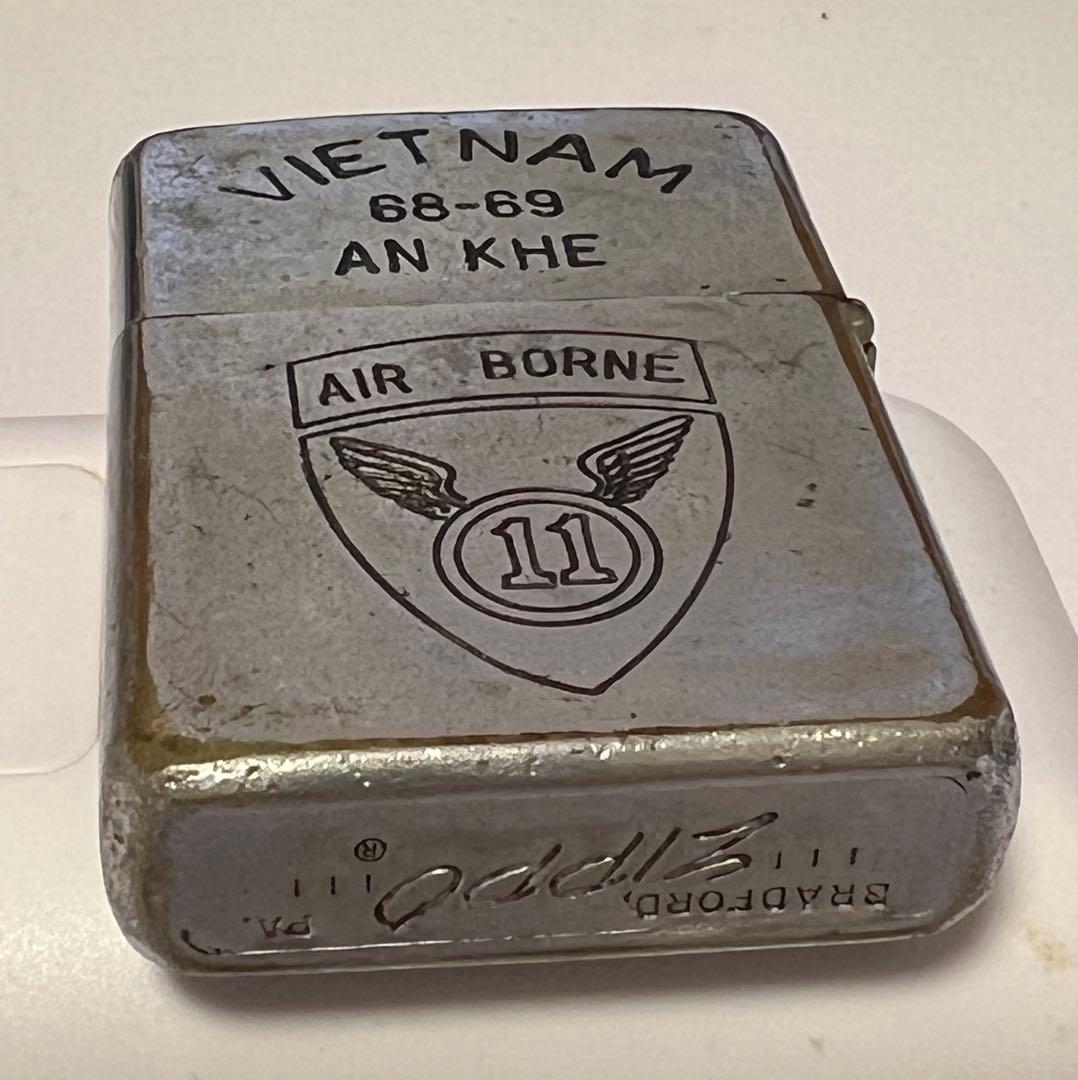 VIETNAM
68-69
AN KHE
AIR BORNE
11
BRADFORD, PA.
ZIPPO ®